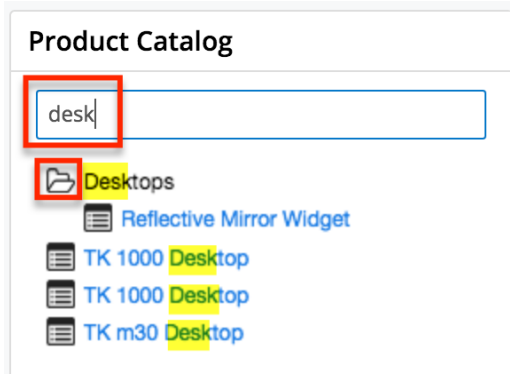 Product Catalog
desk
Desktops
Reflective Mirror Widget
TK 1000 Desktop
TK 1000 Desktop
TK m30 Desktop